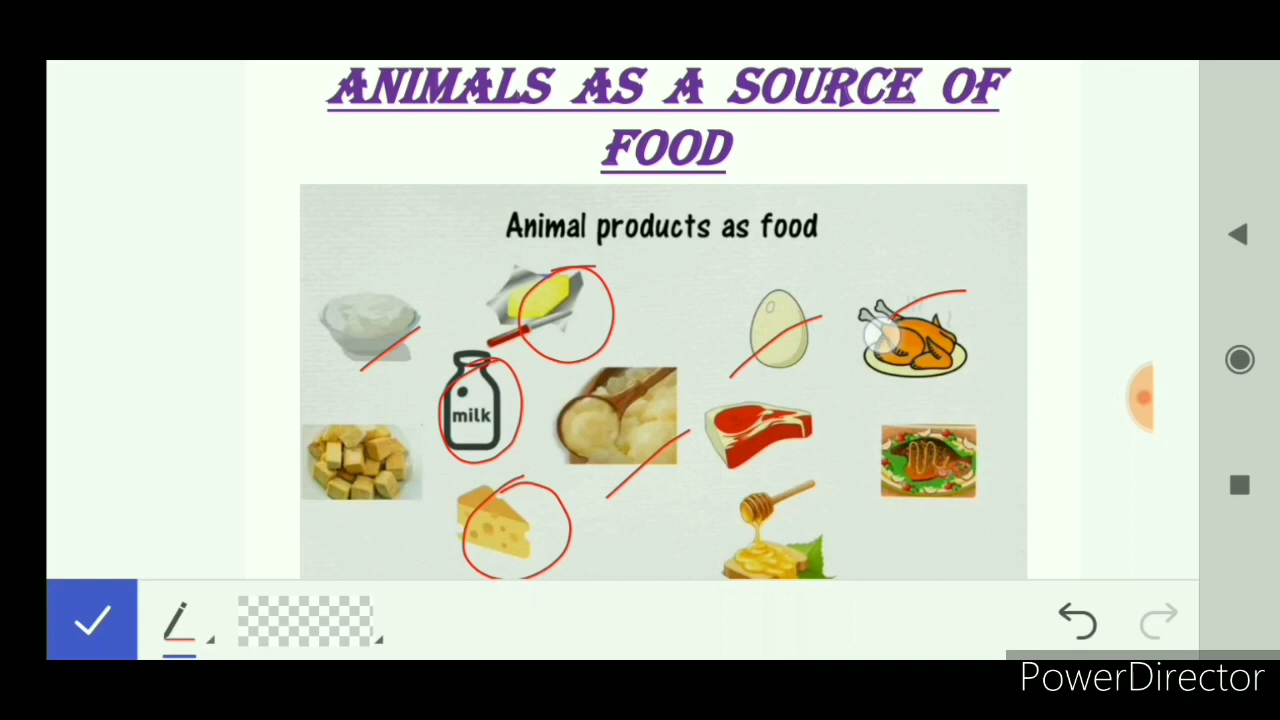 ANIMALS AS A SOURCE OF
FOOD
Animal products as food
milk
PowerDirector